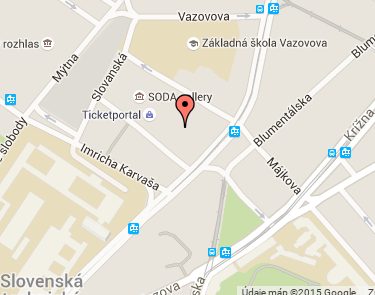 Vazovova
rozhlas
Základná škola Vazovova
Mýtna
Slovanská
Blumentálska
SODA gallery
Ticketportal
Blumentálska
Krížna
slobody
Imricha Karvaša
Májkova
Slovenská
Údaje máp ©2015 Google